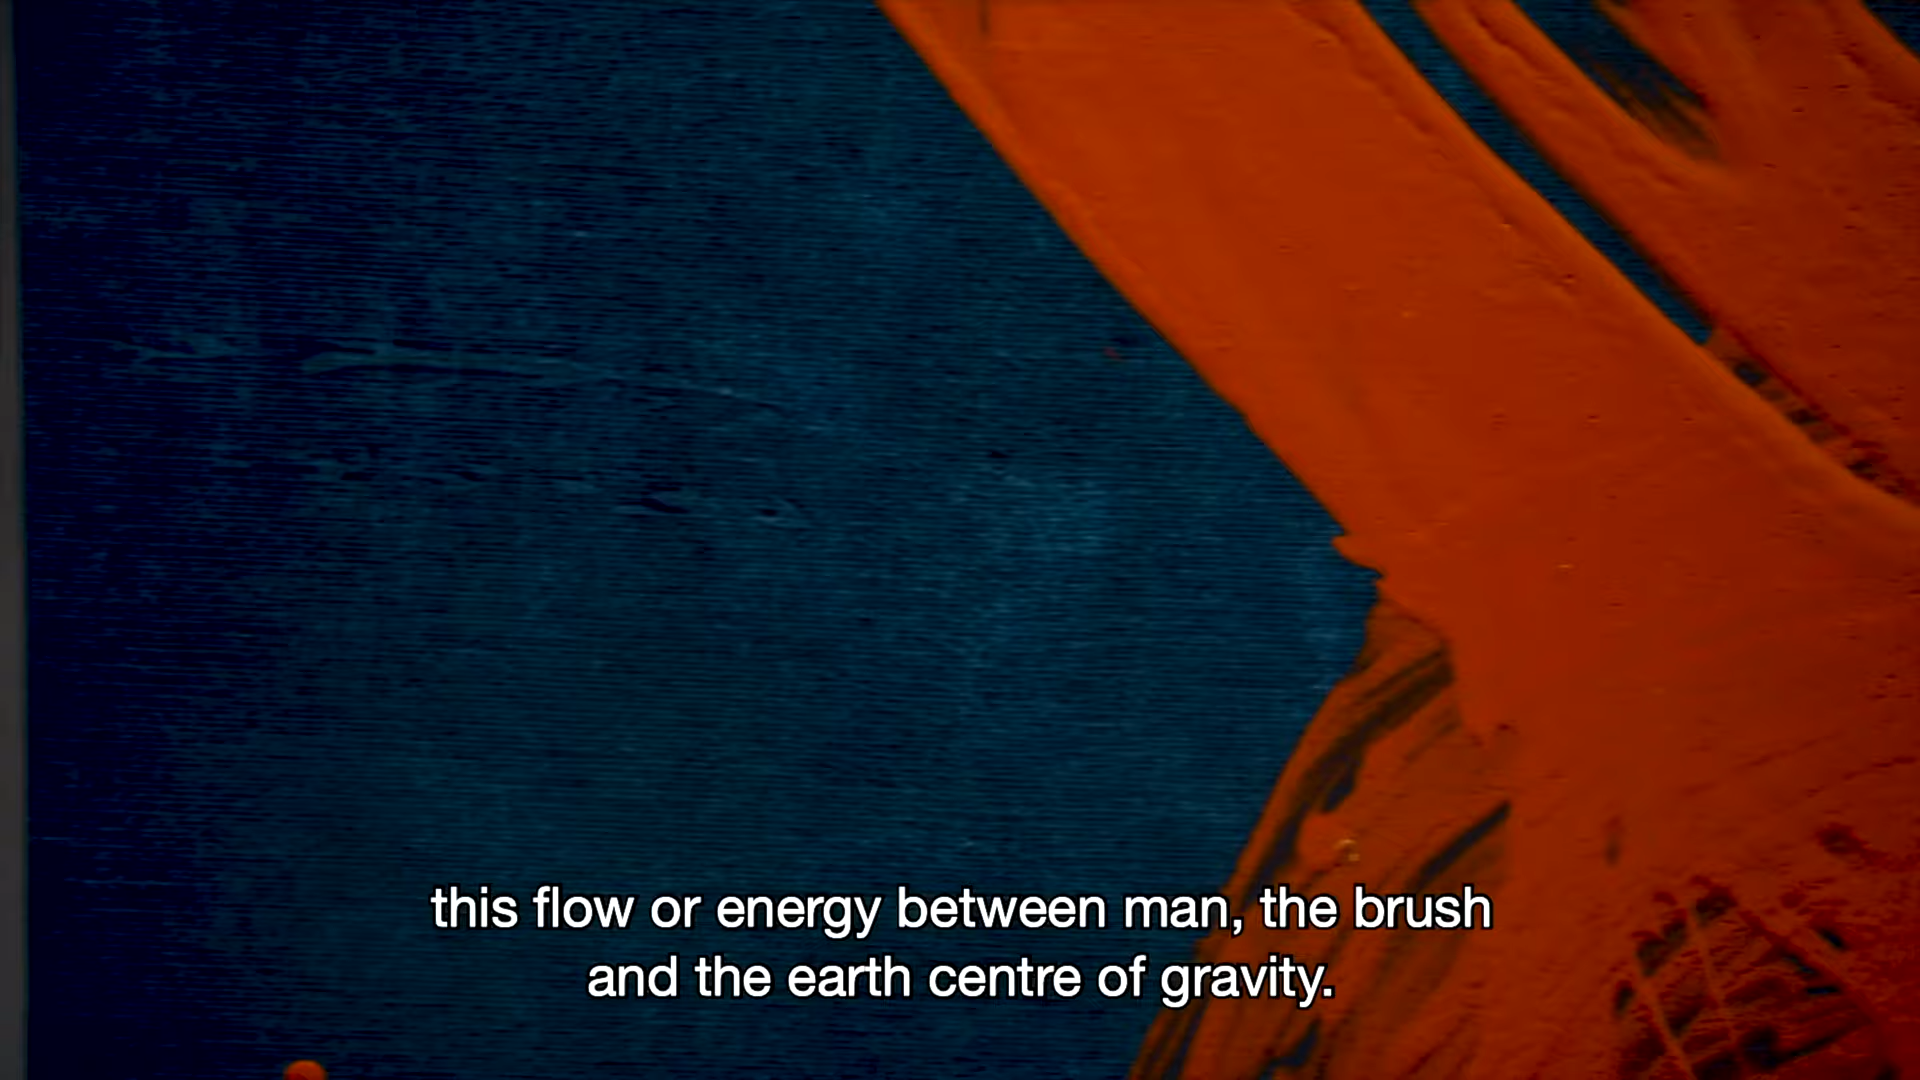 this flow or energy between man, the brush
and the earth centre of gravity.